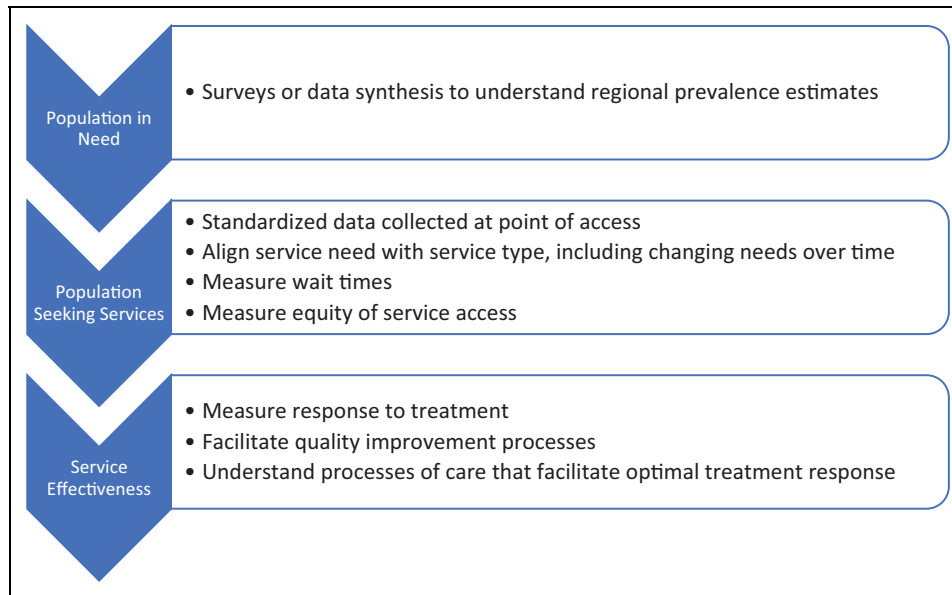 Population in
Need
• Surveys or data synthesis to understand regional prevalence estimates
Population
Seeking Services
• Standardized data collected at point of access
• Align service need with service type, including changing needs over time
• Measure wait times
• Measure equity of service access
Service
Effectiveness
• Measure response to treatment
• Facilitate quality improvement processes
• Understand processes of care that facilitate optimal treatment response